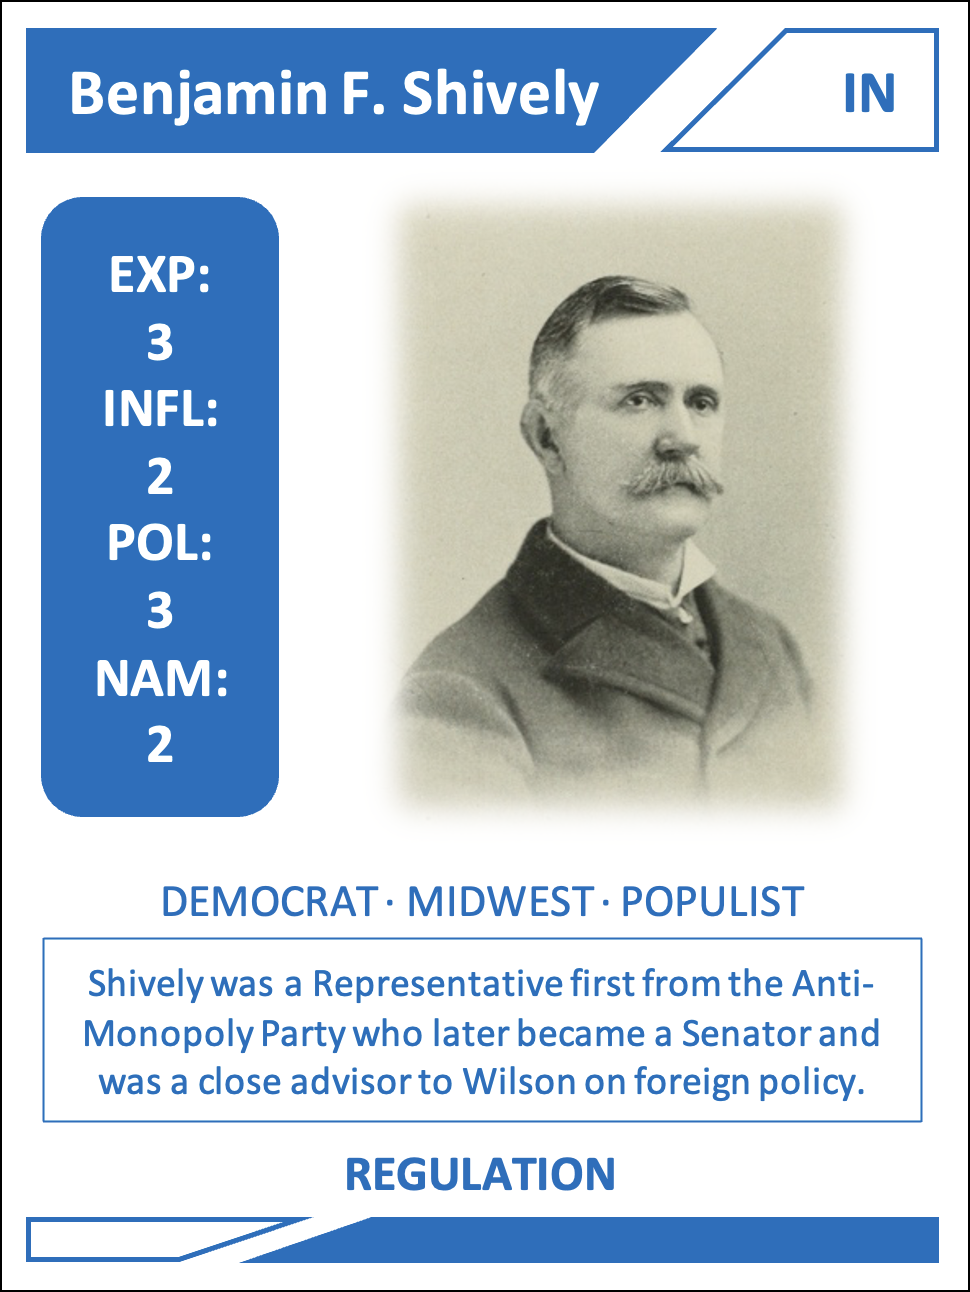 Benjamin F. Shively
IN
EXP:
3
INFL:
2
POL:
3
NAM:
2
DEMOCRAT · MIDWEST · POPULIST
Shively was a Representative first from the Anti-
Monopoly Party who later became a Senator and
was a close advisor to Wilson on foreign policy.
REGULATION